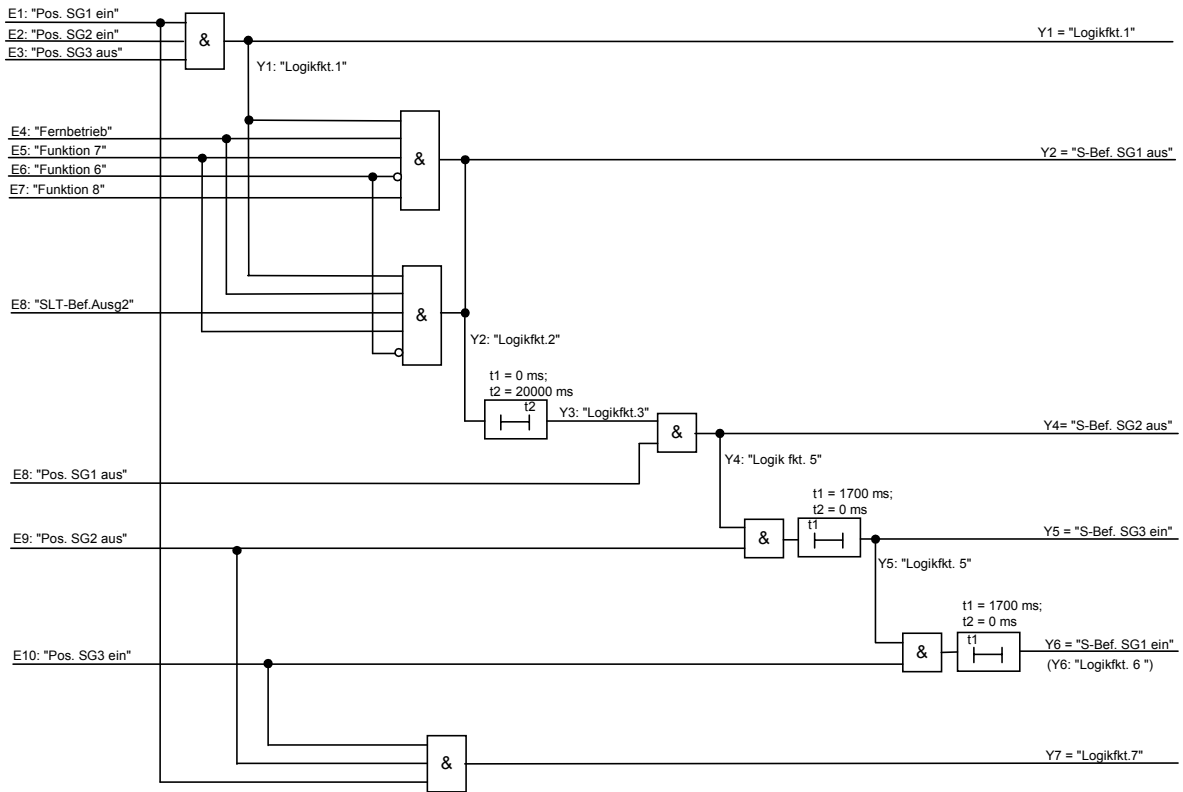 E1: "Pos. SG1 ein"
E2: "Pos. SG2 ein"
E3: "Pos. SG3 aus"
&
Y1 = "Logikfkt.1"
Y1: "Logikfkt.1"
E4: "Fernbetrieb"
E5: "Funktion 7"
E6: "Funktion 6"
E7: "Funktion 8"
&
Y2 = "S-Bef. SG1 aus"
E8: "SLT-Bef.Ausg2"
&
Y2: "Logikfkt.2"
t1 = 0 ms;
t2 = 20000 ms
t2
Y3: "Logikfkt.3"
&
Y4= "S-Bef. SG2 aus"
Y4: "Logik fkt. 5"
E8: "Pos. SG1 aus"
t1 = 1700 ms;
t2 = 0 ms
t1
E9: "Pos. SG2 aus"
&
Y5 = "S-Bef. SG3 ein"
Y5: "Logikfkt. 5"
t1 = 1700 ms;
t2 = 0 ms
t1
E10: "Pos. SG3 ein"
&
Y6 = "S-Bef. SG1 ein"
(Y6: "Logikfkt. 6 ")
&
Y7 = "Logikfkt.7"